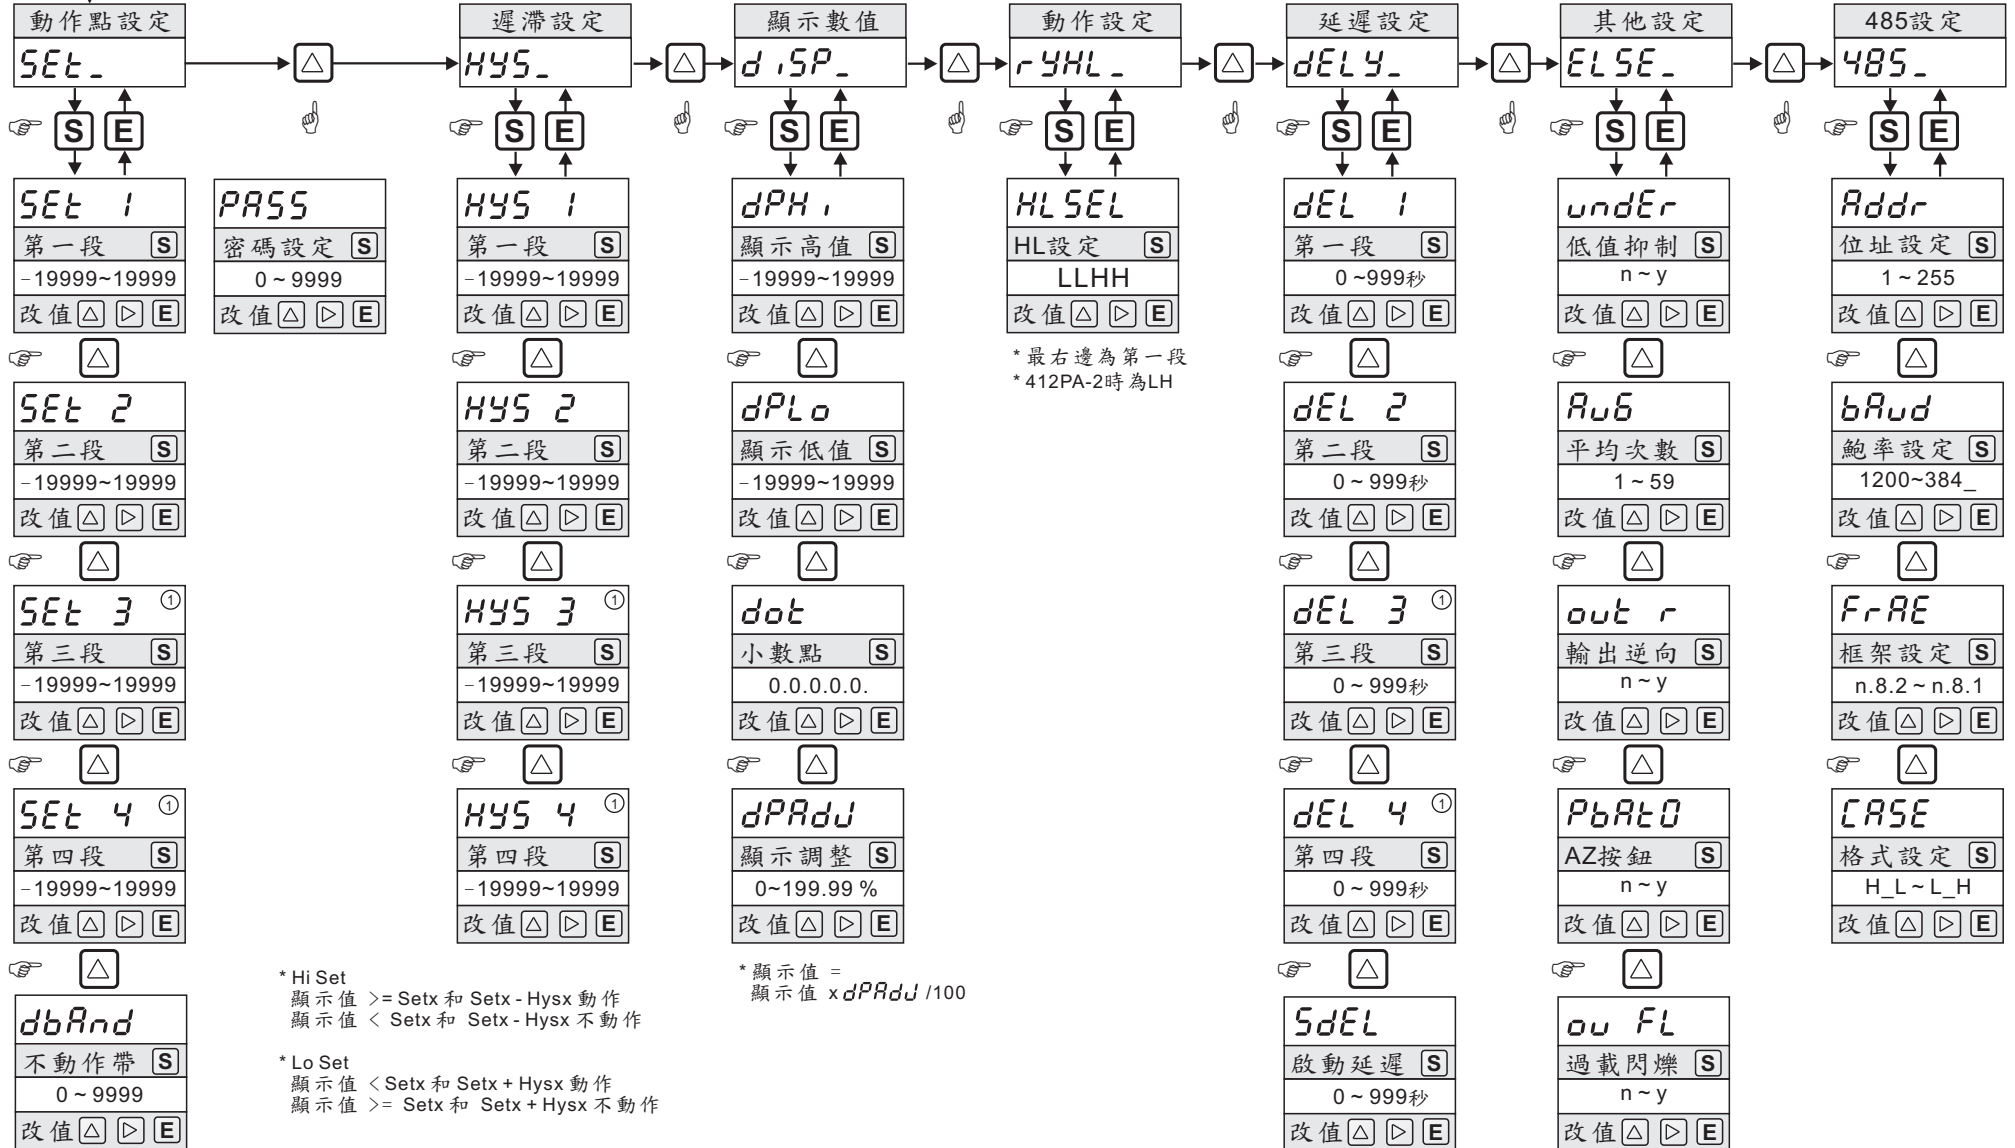 動作點設定
SEt_
S E
SEt 1
第一段 S
-19999~19999
改值 △ ▷ E
△
SEt 2
第二段 S
-19999~19999
改值 △ ▷ E
△
SEt 3 ①
第三段 S
-19999~19999
改值 △ ▷ E
△
SEt 4 ①
第四段 S
-19999~19999
改值 △ ▷ E
△
dbAnd
不動作帶 S
0 ~ 9999
改值 △ ▷ E
△
PASS
密碼設定 S
0 ~ 9999
改值 △ ▷ E
遲滯設定
HYS_
S E
HYS 1
第一段 S
-19999~19999
改值 △ ▷ E
△
HYS 2
第二段 S
-19999~19999
改值 △ ▷ E
△
HYS 3 ①
第三段 S
-19999~19999
改值 △ ▷ E
△
HYS 4 ①
第四段 S
-19999~19999
改值 △ ▷ E
* Hi Set
顯示值 >= Setx 和 Setx - Hysx 動作
顯示值 < Setx 和 Setx - Hysx 不動作
* Lo Set
顯示值 < Setx 和 Setx + Hysx 動作
顯示值 >= Setx 和 Setx + Hysx 不動作
△
顯示數值
diSP_
S E
dPHi
顯示高值 S
-19999~19999
改值 △ ▷ E
△
dPLo
顯示低值 S
-19999~19999
改值 △ ▷ E
△
dot
小數點 S
0.0.0.0.0.
改值 △ ▷ E
△
dPAdJ
顯示調整 S
0~199.99 %
改值 △ ▷ E
* 顯示值 =
顯示值 x dPAdJ /100
△
動作設定
rYHL_
S E
HLSEL
HL設定 S
LLHH
改值 △ ▷ E
* 最右邊為第一段
* 412PA-2時為LH
△
延遲設定
dELY_
S E
dEL 1
第一段 S
0 ~999秒
改值 △ ▷ E
△
dEL 2
第二段 S
0 ~ 999秒
改值 △ ▷ E
△
dEL 3 ①
第三段 S
0 ~ 999秒
改值 △ ▷ E
△
dEL 4 ①
第四段 S
0 ~ 999秒
改值 △ ▷ E
△
SdEL
啟動延遲 S
0 ~ 999秒
改值 △ ▷ E
△
其他設定
ELSE_
S E
undEr
低值抑制 S
n ~ y
改值 △ ▷ E
△
AvG
平均次數 S
1 ~ 59
改值 △ ▷ E
△
out r
輸出逆向 S
n ~ y
改值 △ ▷ E
△
PbAt0
AZ按鈕 S
n ~ y
改值 △ ▷ E
△
ov FL
過載閃爍 S
n ~ y
改值 △ ▷ E
△
485設定
485_
S E
Addr
位址設定 S
1 ~ 255
改值 △ ▷ E
△
bAud
鮑率設定 S
1200~384_
改值 △ ▷ E
△
FrAE
框架設定 S
n.8.2 ~ n.8.1
改值 △ ▷ E
△
CASE
格式設定 S
H_L ~ L_H
改值 △ ▷ E